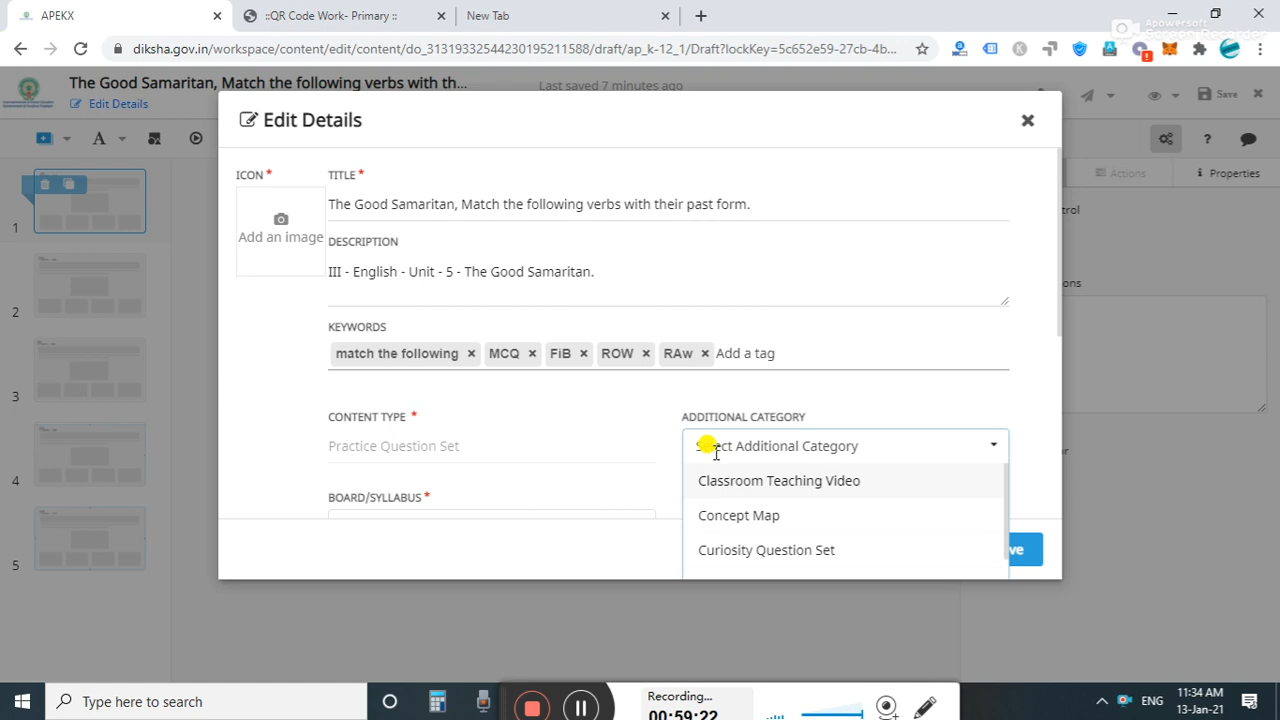 APEKX
::QR Code Work- Primary ::
New Tab
Apowersoft
Screen Recorder
diksha.gov.in/workspace/content/edit/content/do_31319332544230195211588/draft/ap_k-12_1/Draft?lockKey=5c652e59-27cb-4b...
The Good Samaritan, Match the following verbs with th...
Last saved 7 minutes ago
Edit Details
Save
Edit Details
Actions
Properties
ICON *
TITLE *
Add an image
The Good Samaritan, Match the following verbs with their past form.
DESCRIPTION
III - English - Unit - 5 - The Good Samaritan.
KEYWORDS
match the following × MCQ × FiB × ROW × RAw × Add a tag
CONTENT TYPE *
ADDITIONAL CATEGORY
Practice Question Set
Select Additional Category
Classroom Teaching Video
BOARD/SYLLABUS *
Concept Map
Curiosity Question Set
1
2
3
4
5
Type here to search
Recording...
00:59:22
ENG
11:34 AM
13-Jan-21